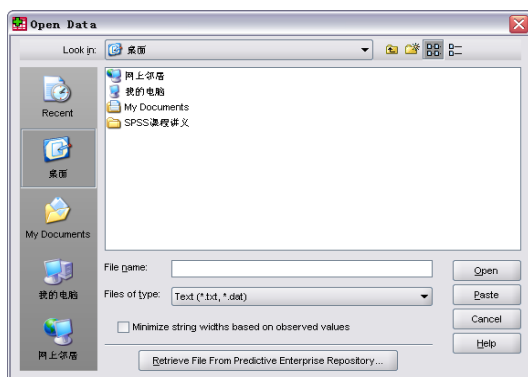 Open Data
Look in: 桌面
网上邻居
我的电脑
My Documents
SPSS课程讲义
Recent
桌面
My Documents
我的电脑
网上邻居
File name:
Files of type: Text (*.txt, *.dat)
Minimize string widths based on observed values
Retrieve File From Predictive Enterprise Repository...
Open
Paste
Cancel
Help